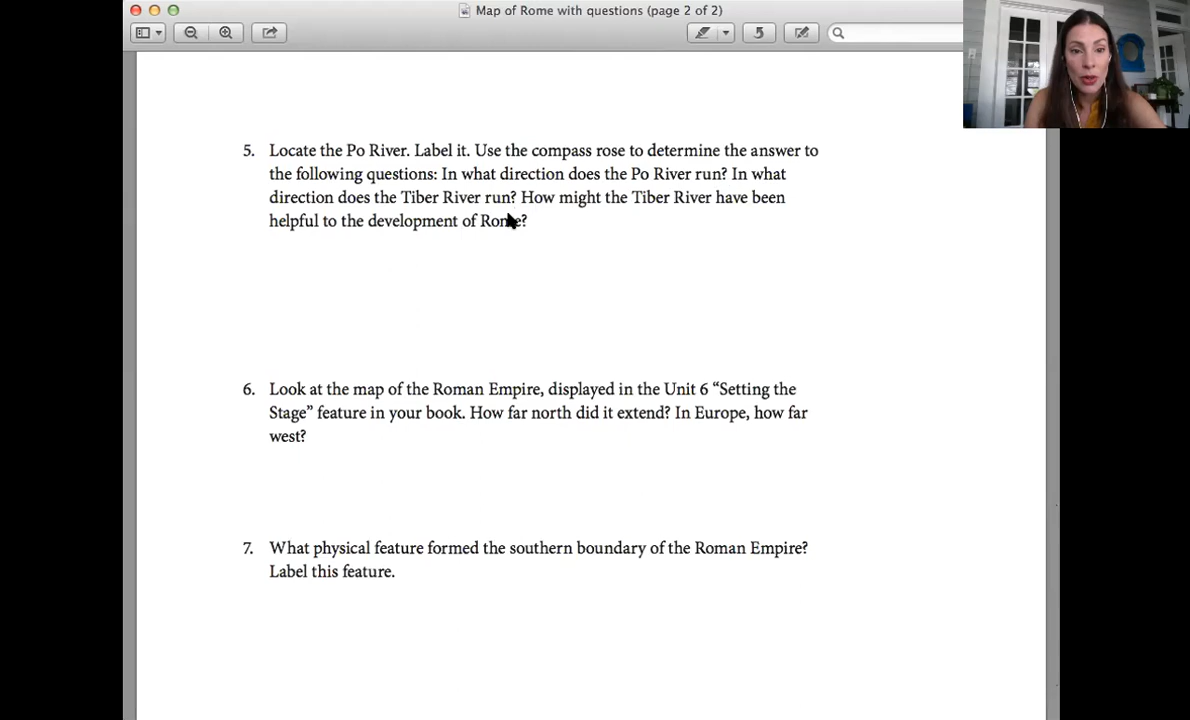 Map of Rome with questions (page 2 of 2)
5. Locate the Po River. Label it. Use the compass rose to determine the answer to
the following questions: In what direction does the Po River run? In what
direction does the Tiber River run? How might the Tiber River have been
helpful to the development of Rome?
6. Look at the map of the Roman Empire, displayed in the Unit 6 “Setting the
Stage” feature in your book. How far north did it extend? In Europe, how far
west?
7. What physical feature formed the southern boundary of the Roman Empire?
Label this feature.